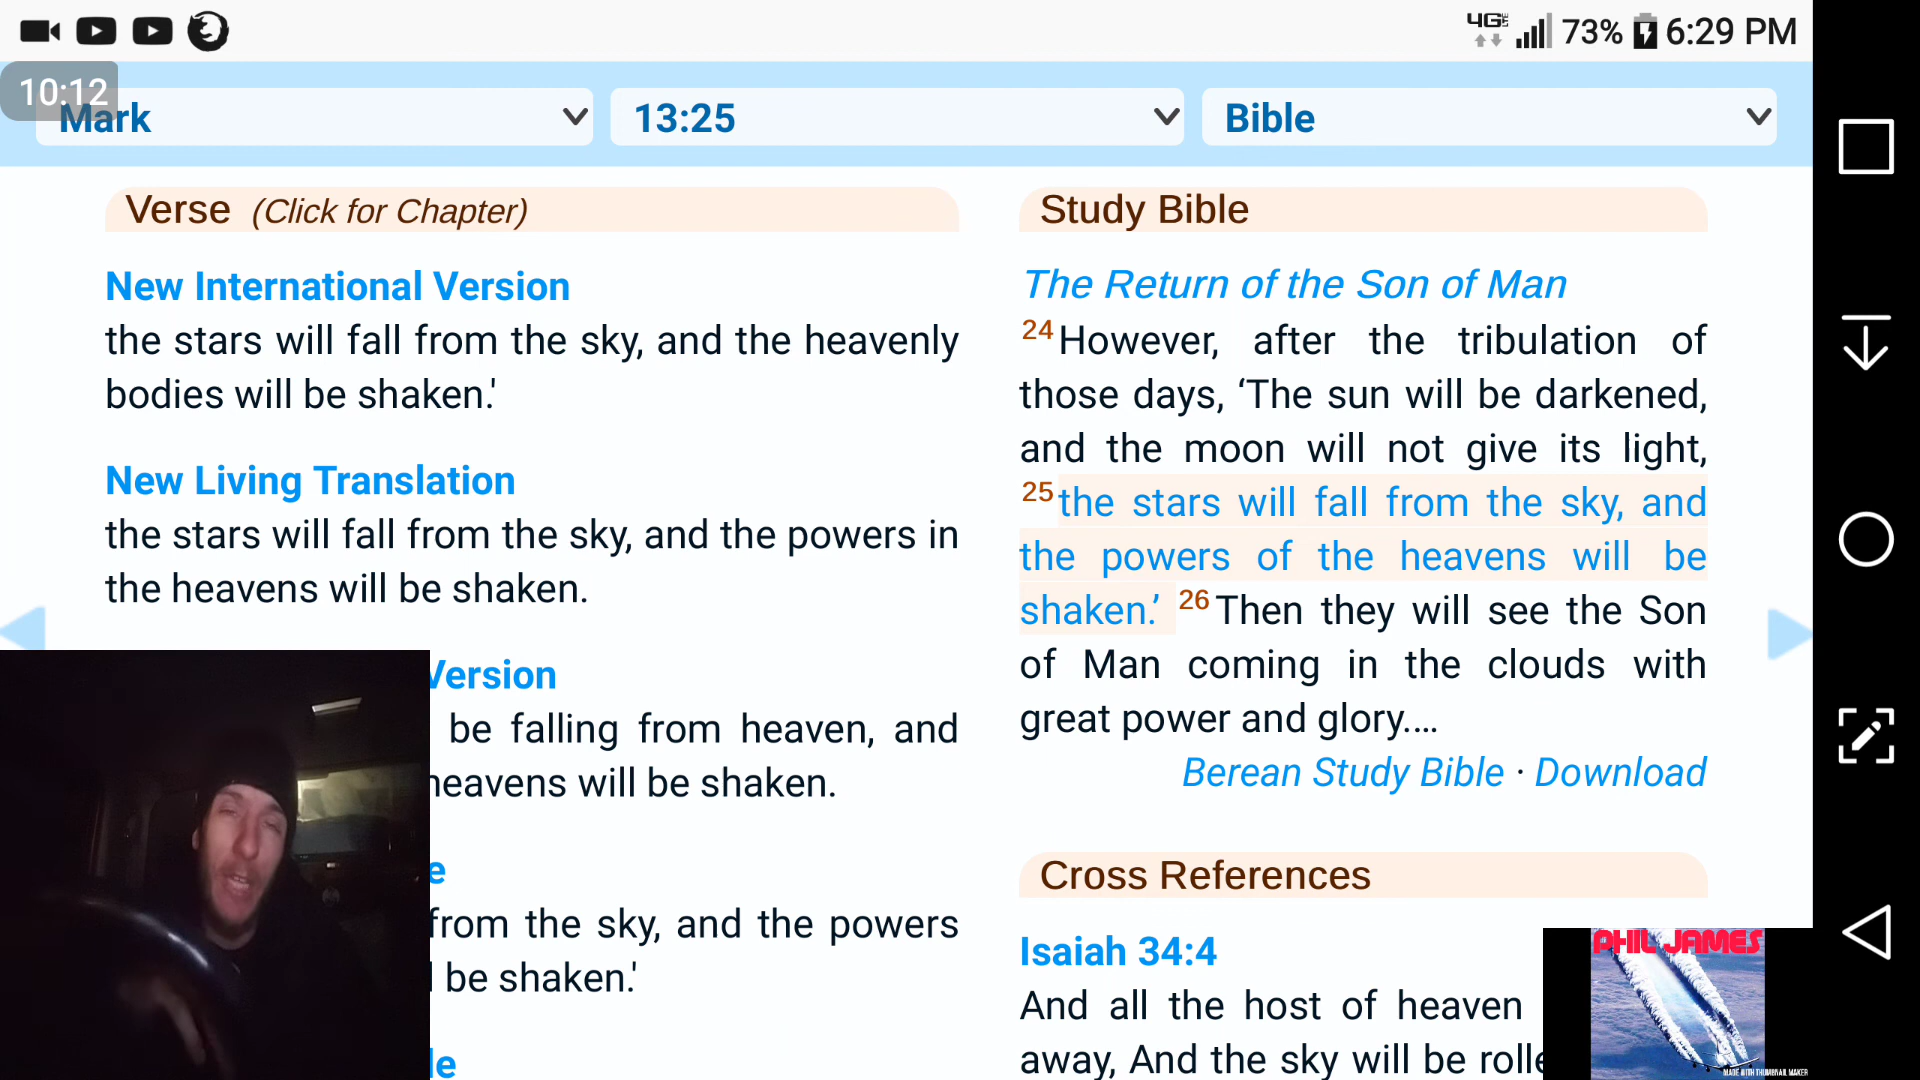 4G LTE 73% 6:29 PM
10:12
Mark 13:25 Bible
Verse (Click for Chapter)
New International Version
the stars will fall from the sky, and the heavenly
bodies will be shaken.'
New Living Translation
the stars will fall from the sky, and the powers in
the heavens will be shaken.
Version
be falling from heaven, and
heavens will be shaken.
from the sky, and the powers
be shaken.'
Study Bible
The Return of the Son of Man
24 However, after the tribulation of
those days, ‘The sun will be darkened,
and the moon will not give its light,
25 the stars will fall from the sky, and
the powers of the heavens will be
shaken.’ 26 Then they will see the Son
of Man coming in the clouds with
great power and glory.…
Berean Study Bible · Download
Cross References
Isaiah 34:4
And all the host of heaven
away, And the sky will be rolle
PHIL JAMES
MADE WITH THUMBNAIL MAKER